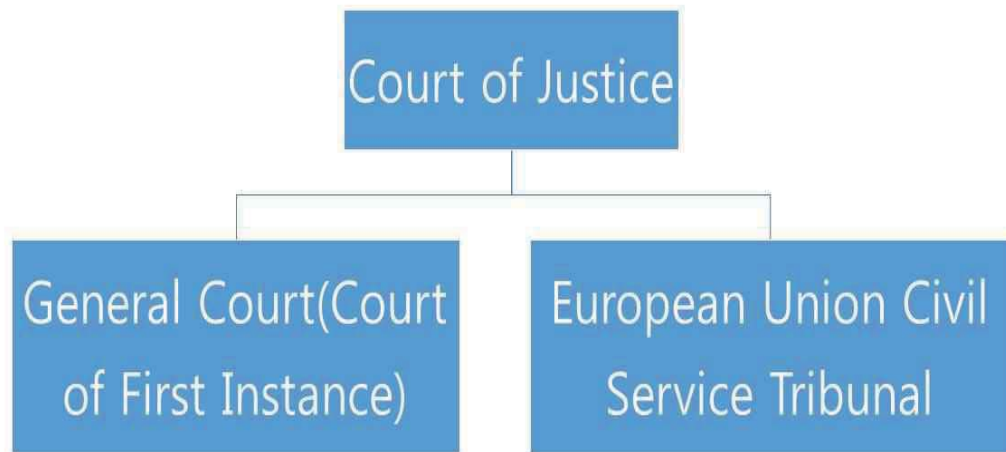 Court of Justice
General Court(Court
of First Instance)
European Union Civil
Service Tribunal